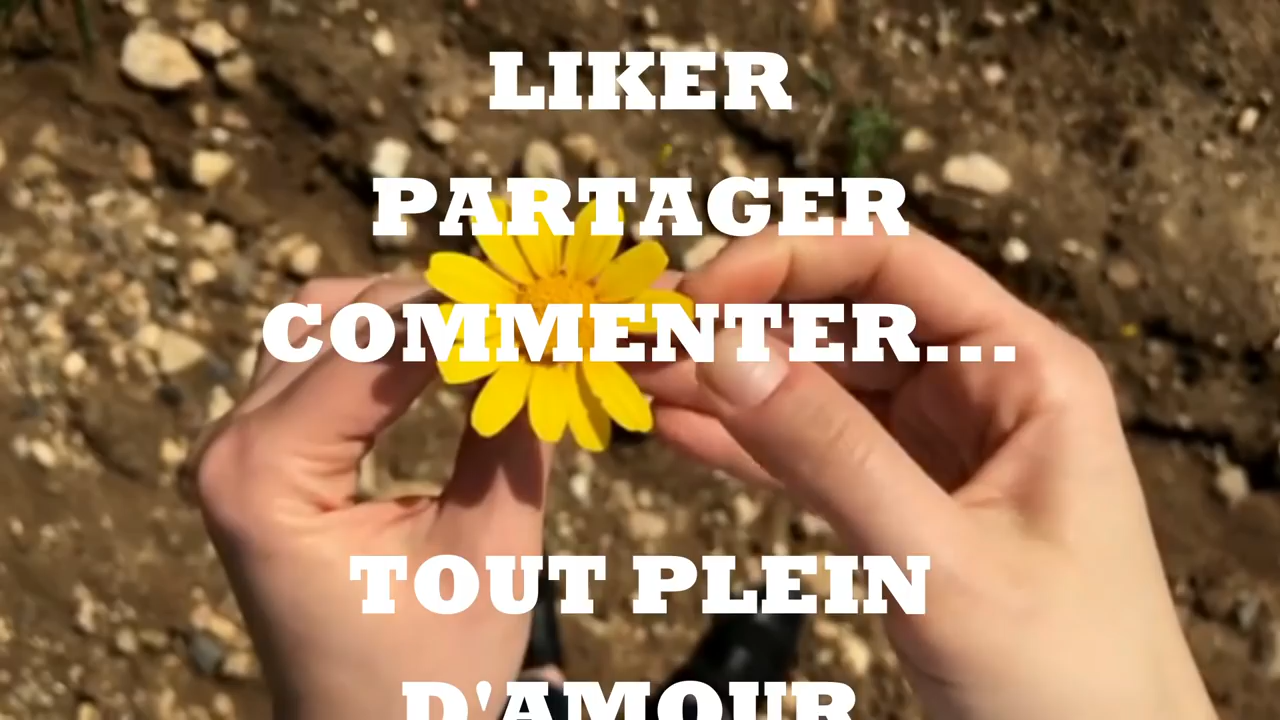 LIKER
PARTAGER
COMMENTER...
TOUT PLEIN
D'AMOUR